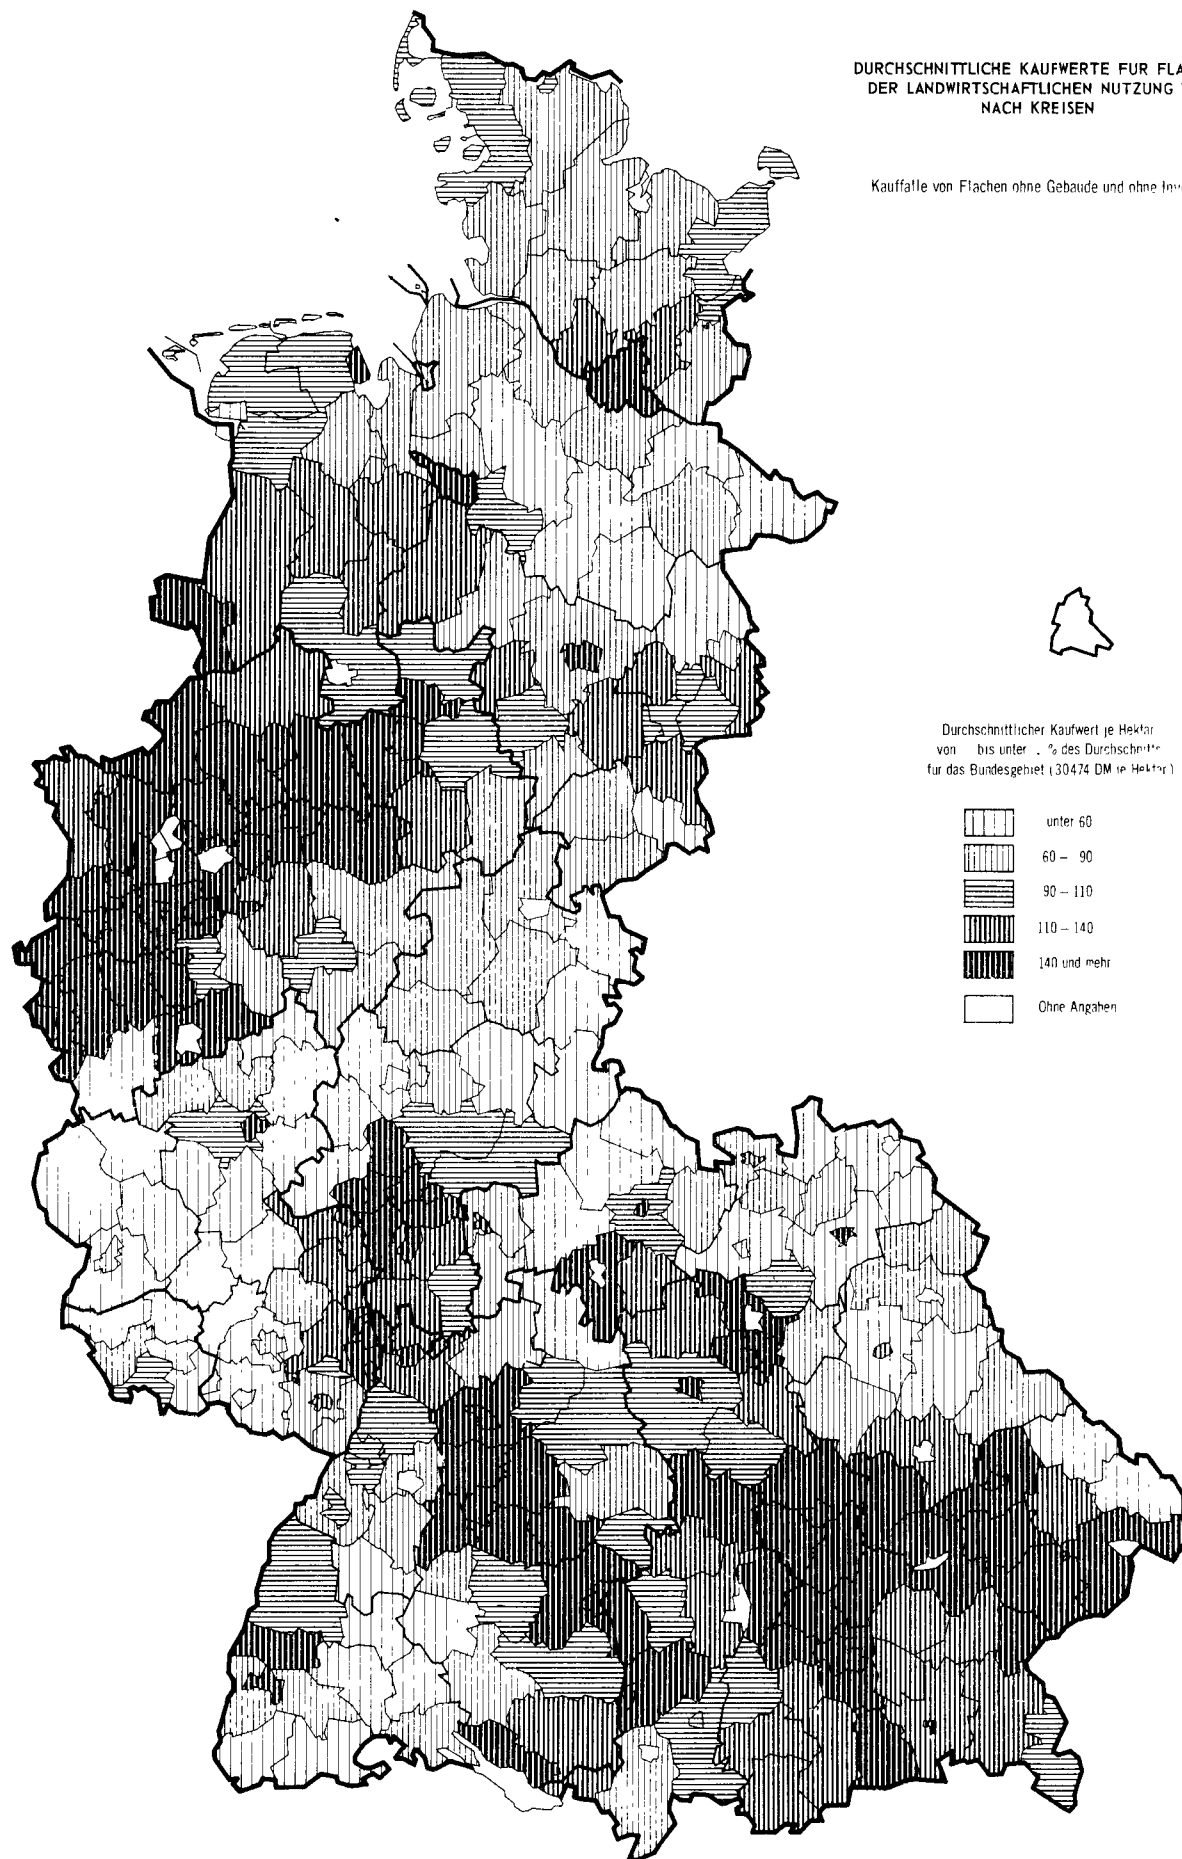 DURCHSCHNITTLICHE KAUFWERTE FUR FLA
DER LANDWIRTSCHAFTLICHEN NUTZUNG
NACH KREISEN
Kauffalle von Flachen ohne Gebaude und ohne Inv
Durchschnittlicher Kaufwert je Hektar
von bis unter . % des Durchschnitts
fur das Bundesgebiet (30474 DM je Hektar)
unter 60
60 – 90
90 – 110
110 – 140
140 und mehr
Ohne Angaben